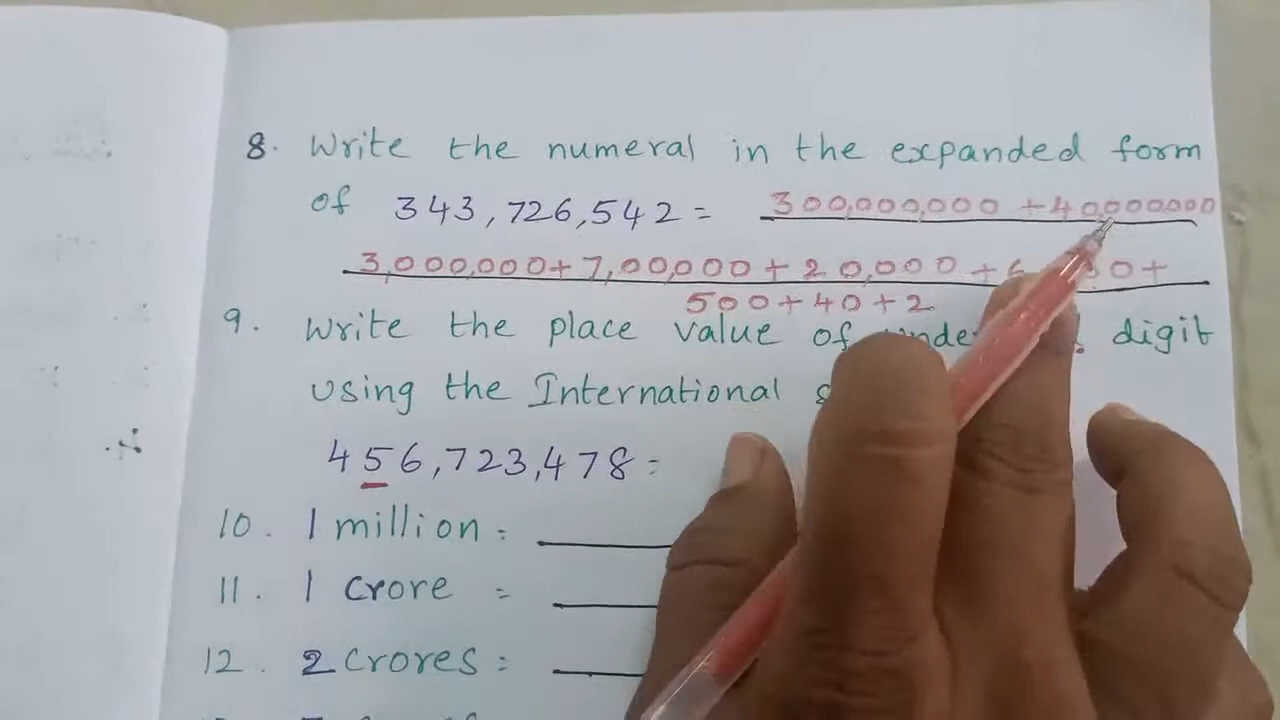 8. Write the numeral in the expanded form
of 343,726,542 = 300,000,000 + 40,000000
3,000,000 + 7,00,000 + 20,000 +
500 + 40 + 2
9. Write the place value of digit
using the International
456,723,478 =
10. 1 million =
11. 1 Crore =
12. 2 Crores =